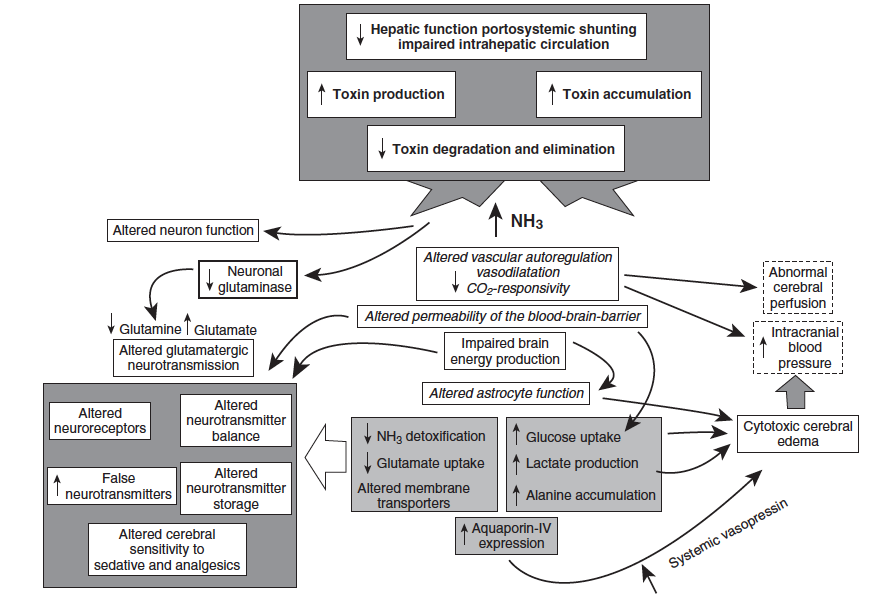 Hepatic function portosystemic shunting
impaired intrahepatic circulation
Toxin production
Toxin accumulation
Toxin degradation and elimination
NH3
Altered neuron function
Altered vascular autoregulation
vasodilatation
CO2-responsivity
Abnormal
cerebral
perfusion
Neuronal
glutaminase
Altered permeability of the blood-brain-barrier
Intracranial
blood
pressure
Glutamine
Glutamate
Altered glutamatergic
neurotransmission
Impaired brain
energy production
Altered astrocyte function
Altered
neuroreceptors
Altered
neurotransmitter
balance
False
neurotransmitters
Altered
neurotransmitter
storage
Altered cerebral
sensitivity to
sedative and analgesics
NH3 detoxification
Glutamate uptake
Altered membrane
transporters
Glucose uptake
Lactate production
Alanine accumulation
Cytotoxic cerebral
edema
Aquaporin-IV
expression
Systemic vasopressin